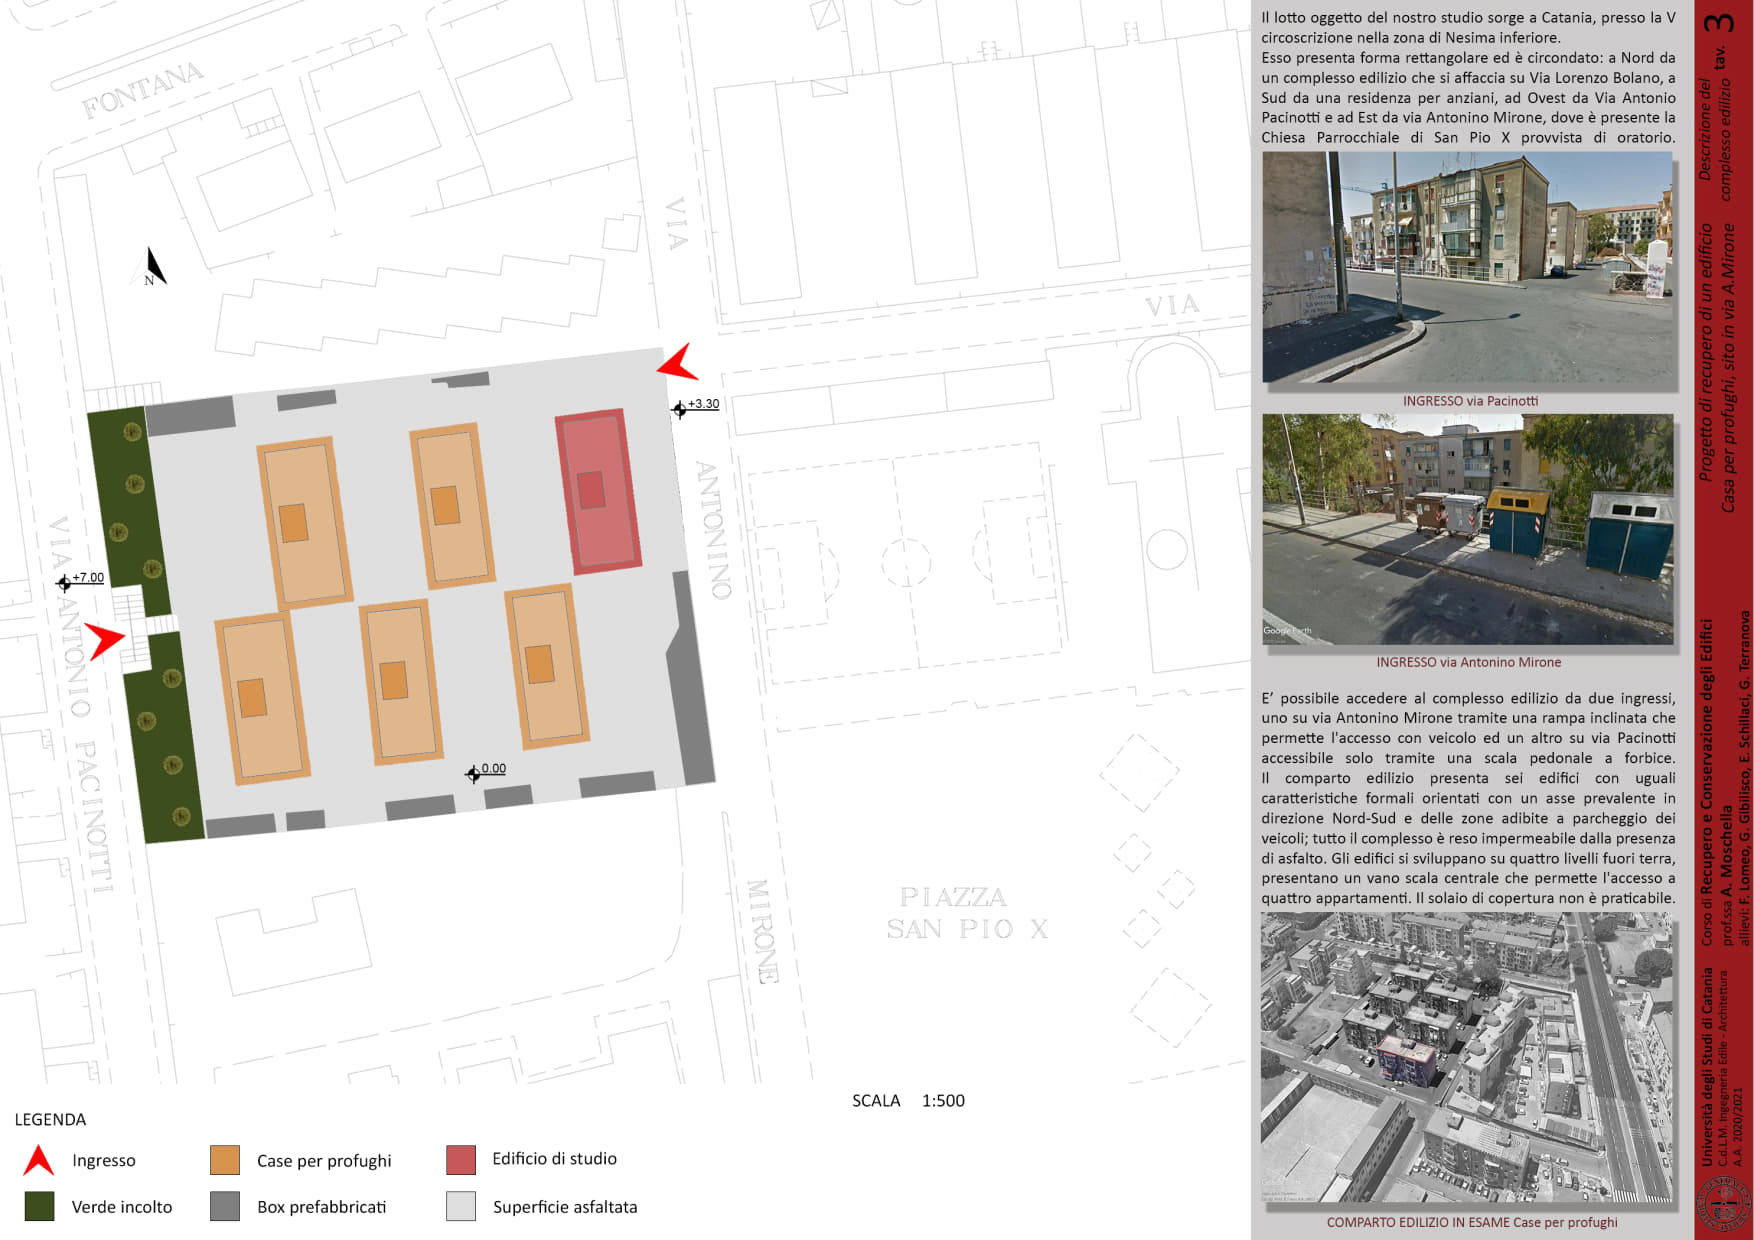 FONTANA
VIA
VIA
N
+3.30
ANTONINO
VIA ANTONIO PACINOTTI
+7.00
0.00
MIRONE
PIAZZA
SAN PIO X
SCALA 1:500
LEGENDA
Ingresso
Case per profughi
Edificio di studio
Verde incolto
Box prefabbricati
Superficie asfaltata
Il lotto oggetto del nostro studio sorge a Catania, presso la V
circoscrizione nella zona di Nesima inferiore.
Esso presenta forma rettangolare ed è circondato: a Nord da
un complesso edilizio che si affaccia su Via Lorenzo Bolano, a
Sud da una residenza per anziani, ad Ovest da Via Antonio
Pacinotti e ad Est da via Antonino Mirone, dove è presente la
Chiesa Parrocchiale di San Pio X provvista di oratorio.
INGRESSO via Pacinotti
Google Earth
INGRESSO via Antonino Mirone
E’ possibile accedere al complesso edilizio da due ingressi,
uno su via Antonino Mirone tramite una rampa inclinata che
permette l'accesso con veicolo ed un altro su via Pacinotti
accessibile solo tramite una scala pedonale a forbice.
Il comparto edilizio presenta sei edifici con uguali
caratteristiche formali orientati con un asse prevalente in
direzione Nord-Sud e delle zone adibite a parcheggio dei
veicoli; tutto il complesso è reso impermeabile dalla presenza
di asfalto. Gli edifici si sviluppano su quattro livelli fuori terra,
presentano un vano scala centrale che permette l'accesso a
quattro appartamenti. Il solaio di copertura non è praticabile.
COMPARTO EDILIZIO IN ESAME Case per profughi
tav. 3
Descrizione del
complesso edilizio
Progetto di recupero di un edificio
Casa per profughi, sito in via A.Mirone
Corso di Recupero e Conservazione degli Edifici
prof.ssa A. Moschella
allievi: F. Lomeo, G. Gibilisco, E. Schillaci, G. Terranova
Università degli Studi di Catania
C.d.L.M. Ingegneria Edile - Architettura
A.A. 2020/2021